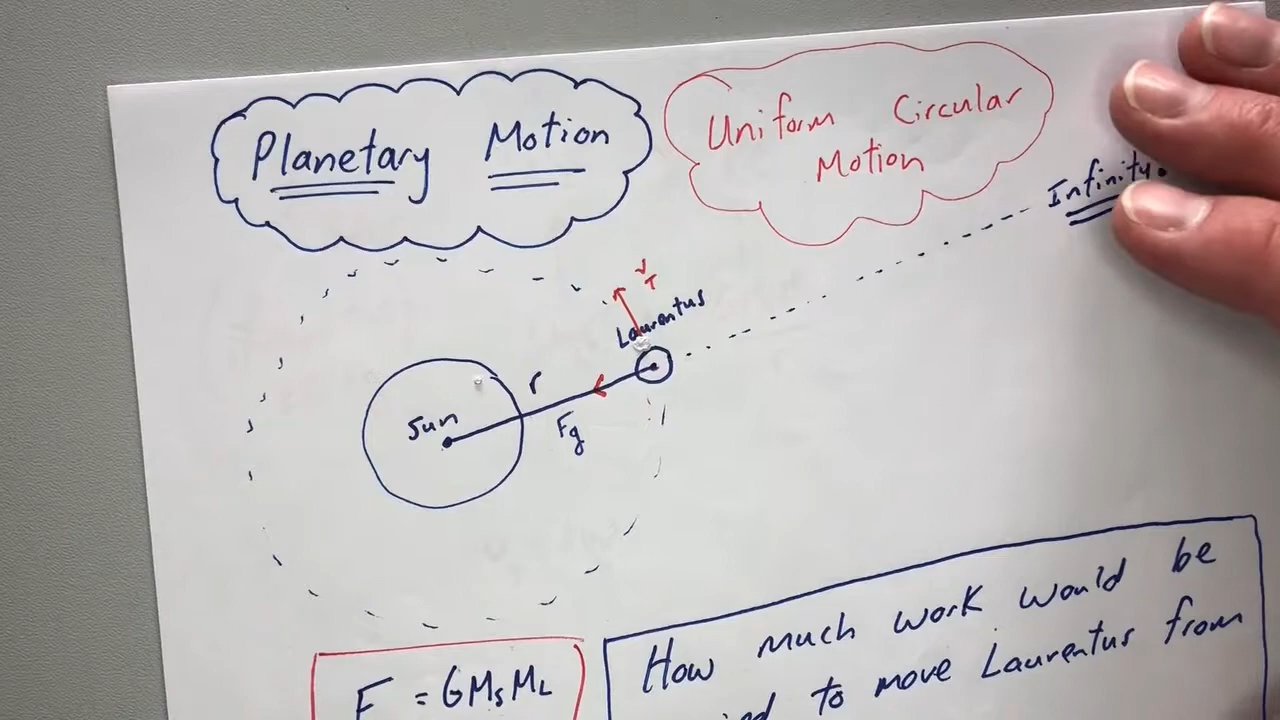 Planetary Motion
Uniform Circular
Motion
Infinity.
v
T
Laurentus
r
Sun
Fg
F = GMsML
How much work would be
to move Laurentus from